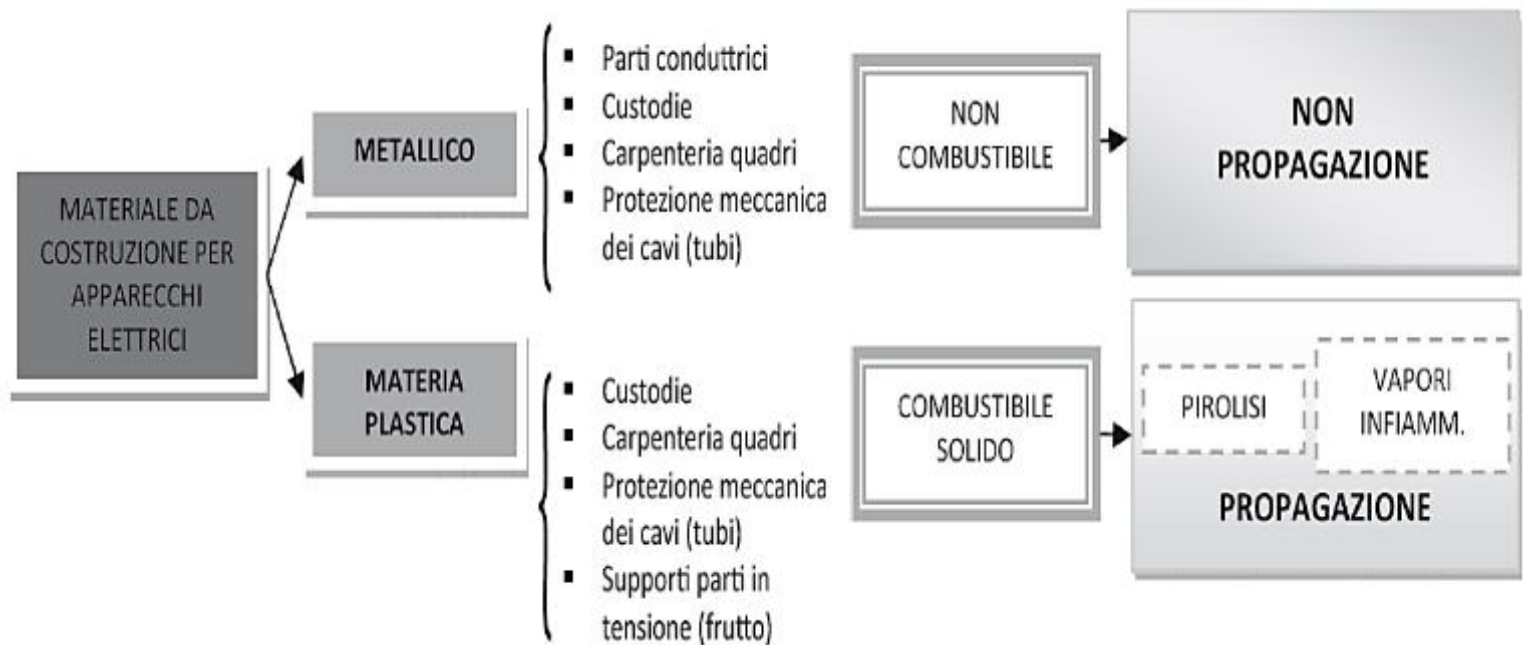 MATERIALE DA
COSTRUZIONE PER
APPARECCHI
ELETTRICI
METALLICO
▪ Parti conduttrici
▪ Custodie
▪ Carpenteria quadri
▪ Protezione meccanica
dei cavi (tubi)
NON
COMBUSTIBILE
NON
PROPAGAZIONE
MATERIA
PLASTICA
▪ Custodie
▪ Carpenteria quadri
▪ Protezione meccanica
dei cavi (tubi)
▪ Supporti parti in
tensione (frutto)
COMBUSTIBILE
SOLIDO
PIROLISI
VAPORI
INFIAMM.
PROPAGAZIONE